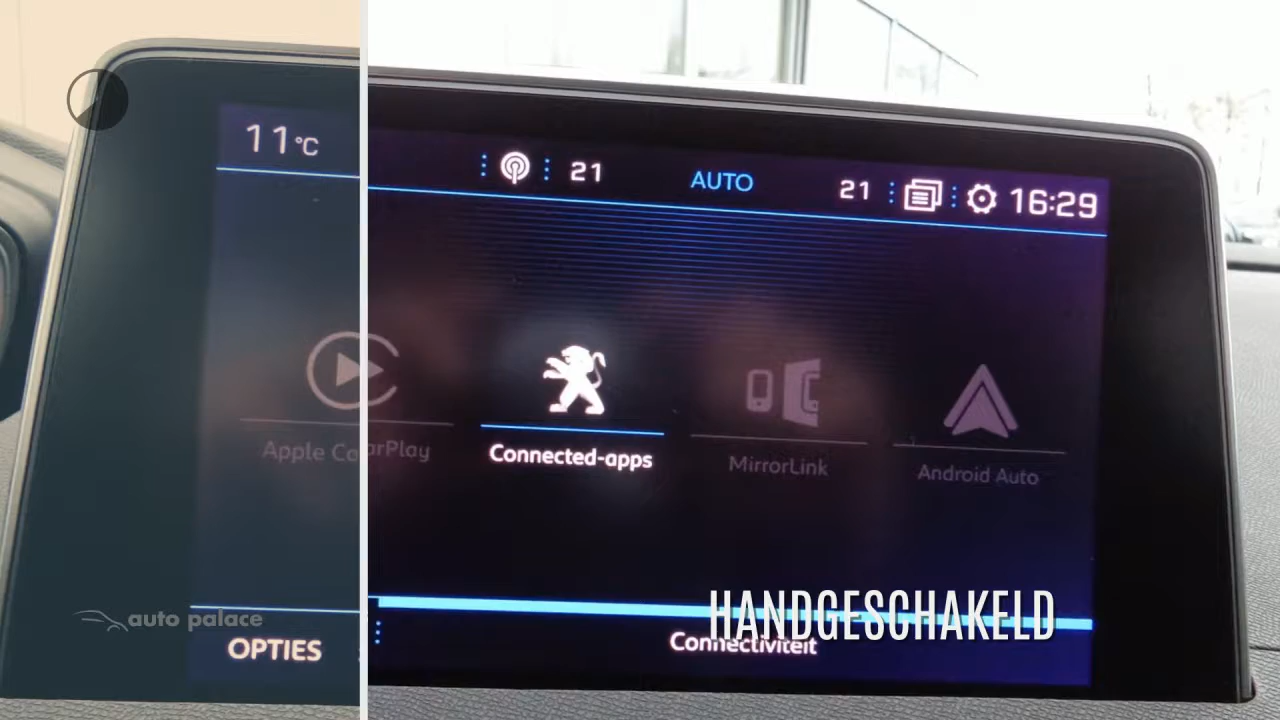 11°C 21 AUTO 21 16:29
Apple CarPlay Connected-apps MirrorLink Android Auto
auto palace
HANDGESCHAKELD
OPTIES Connectiviteit